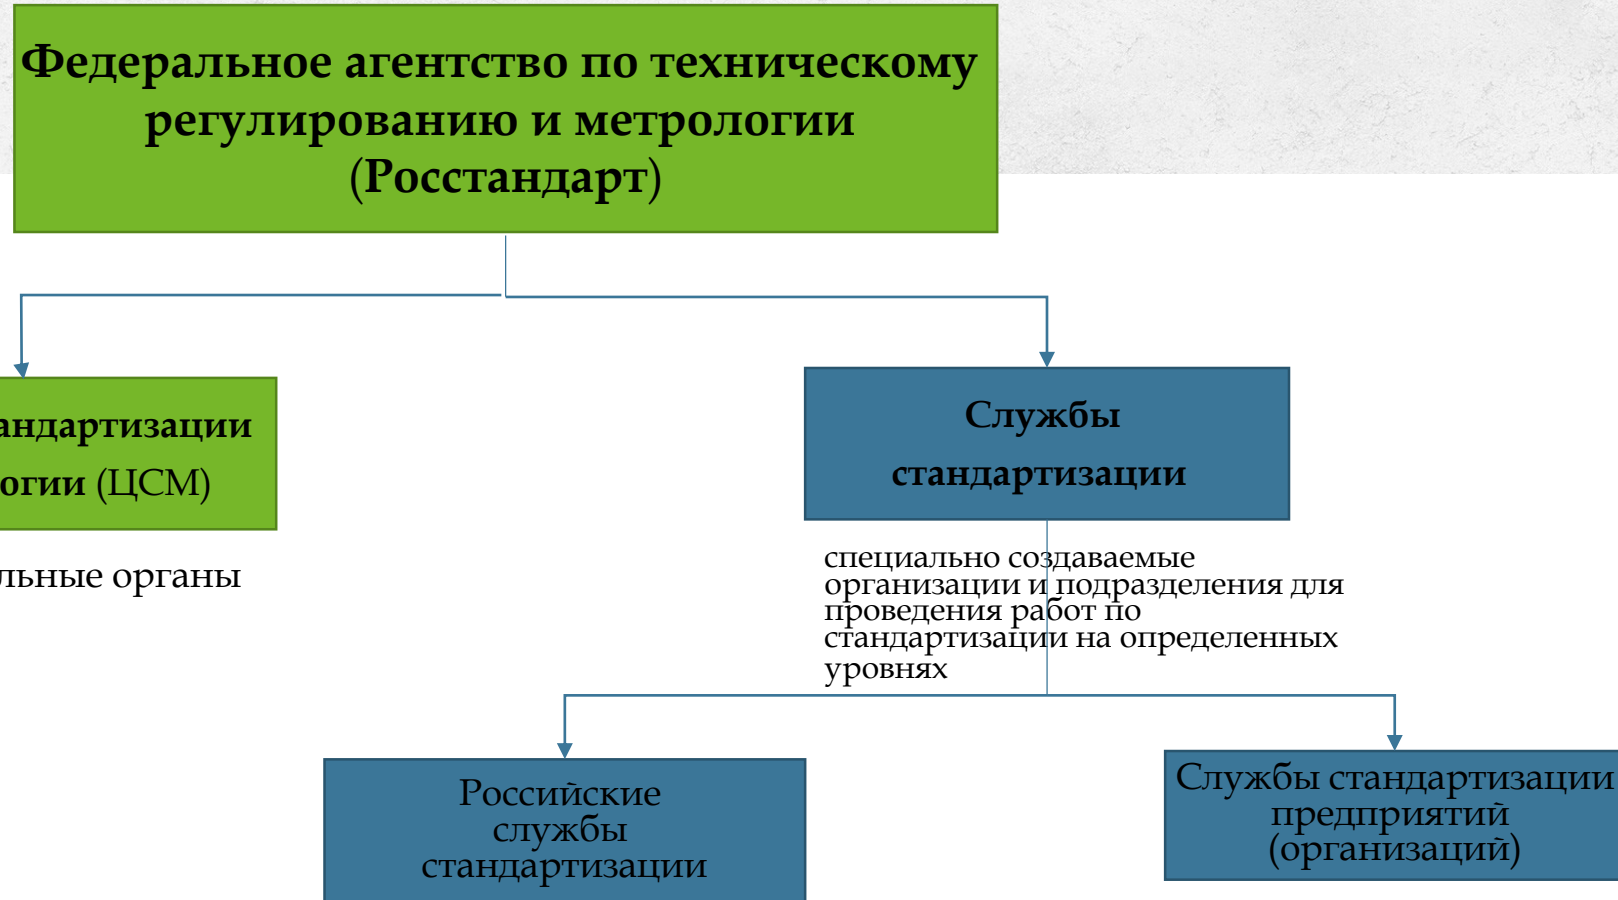 Федеральное агентство по техническому
регулированию и метрологии
(Росстандарт)
андартизации
огии (ЦСМ)
льные органы
Службы
стандартизации
специально создаваемые
организации и подразделения для
проведения работ по
стандартизации на определенных
уровнях
Российские
службы
стандартизации
Службы стандартизации
предприятий
(организаций)